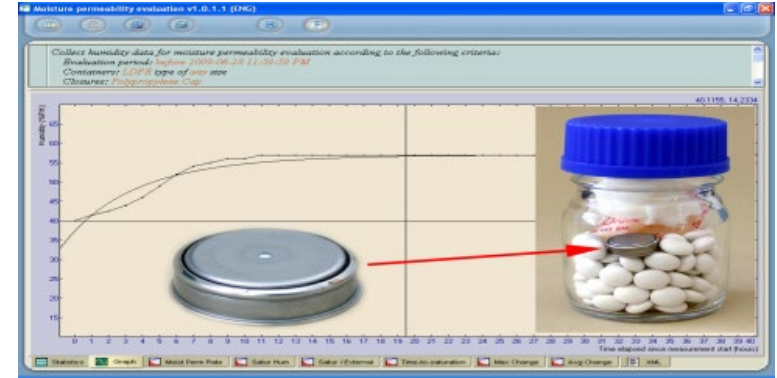 Moisture permeability evaluation v1.0.1.1 (ENG)
Collect humidity data for moisture permeability evaluation according to the following criteria:
Evaluation period: before 2009-06-28 11:59:59 PM
Containers: LDPE type of any size
Closures: Polypropylene Cap
40.1155, 14.2334
Humidity (%RH)
65
60
55
50
45
40
35
30
25
20
15
0 1 2 3 4 5 6 7 8 9 10 11 12 13 14 15 16 17 18 19 20 21 22 23 24 25 26 27 28 29 30 31 32 33 34 35 36 37 38 39 40
Time elapsed since measurement start (hours)
Statistics Graph Moist Perm Rate Satur Hum Satur / External Time-to-saturation Max Change Avg Change XML